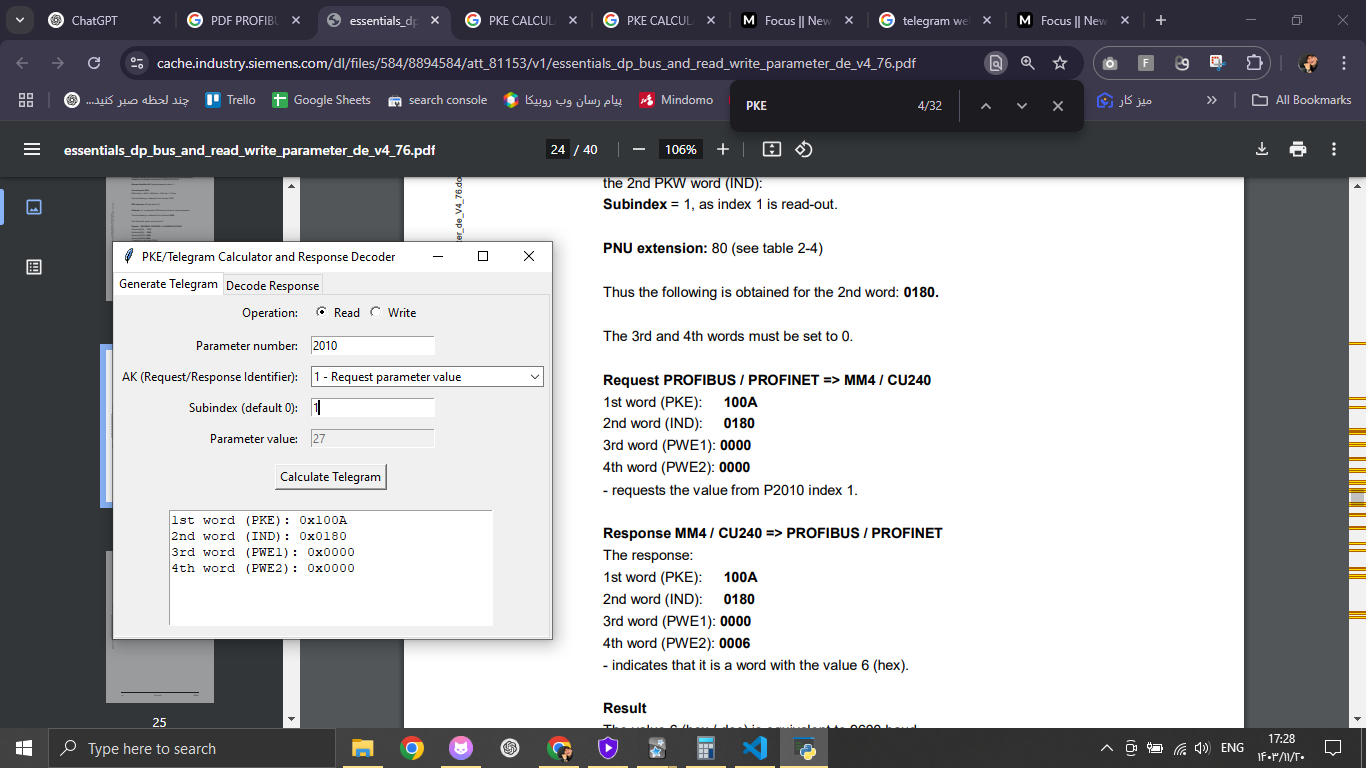 ChatGPT
PDF PROFIBU
essentials_dp
PKE CALCUL
PKE CALCUL
Focus || New
telegram we
Focus || New
cache.industry.siemens.com/dl/files/584/8894584/att_81153/v1/essentials_dp_bus_and_read_write_parameter_de_v4_76.pdf
چند لحظه صبر کنید...
Trello
Google Sheets
search console
پیام رسان وب روبیکا
Mindomo
میز کار
All Bookmarks
PKE
4/32
essentials_dp_bus_and_read_write_parameter_de_v4_76.pdf
24 / 40
106%
the 2nd PKW word (IND):
Subindex = 1, as index 1 is read-out.
PNU extension: 80 (see table 2-4)
Thus the following is obtained for the 2nd word: 0180.
The 3rd and 4th words must be set to 0.
Request PROFIBUS / PROFINET => MM4 / CU240
1st word (PKE): 100A
2nd word (IND): 0180
3rd word (PWE1): 0000
4th word (PWE2): 0000
- requests the value from P2010 index 1.
Response MM4 / CU240 => PROFIBUS / PROFINET
The response:
1st word (PKE): 100A
2nd word (IND): 0180
3rd word (PWE1): 0000
4th word (PWE2): 0006
- indicates that it is a word with the value 6 (hex).
Result
ter_de_V4_76.do
PKE/Telegram Calculator and Response Decoder
Generate Telegram
Decode Response
Operation: Read Write
Parameter number: 2010
AK (Request/Response Identifier): 1 - Request parameter value
Subindex (default 0): 1
Parameter value: 27
Calculate Telegram
1st word (PKE): 0x100A
2nd word (IND): 0x0180
3rd word (PWE1): 0x0000
4th word (PWE2): 0x0000
25
Type here to search
ENG
17:28
۱۴۰۳/۱۱/۲۰